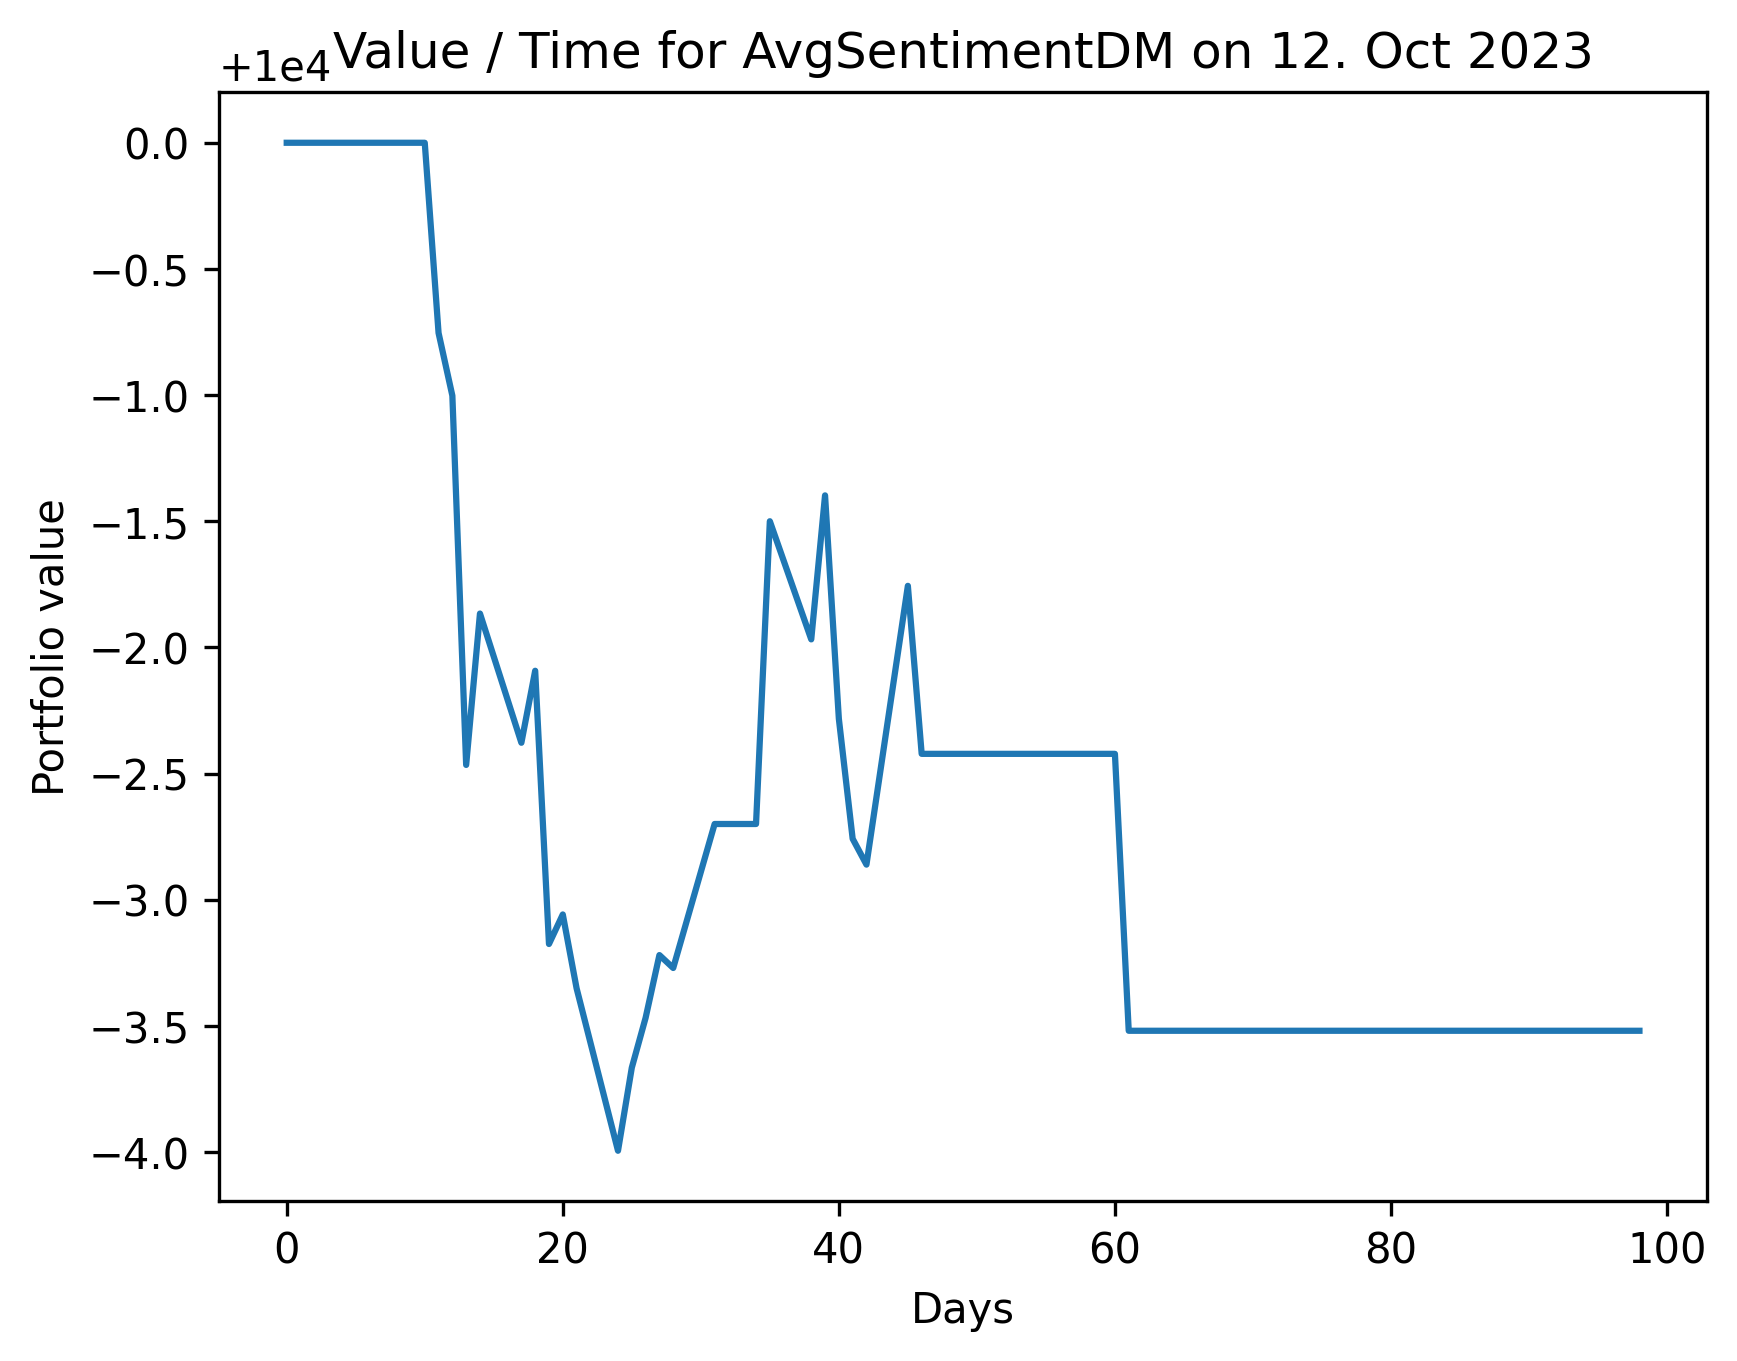 Value / Time for AvgSentimentDM on 12. Oct 2023
+1e4
0.0
−0.5
−1.0
−1.5
−2.0
−2.5
−3.0
−3.5
−4.0
Portfolio value
0 20 40 60 80 100
Days